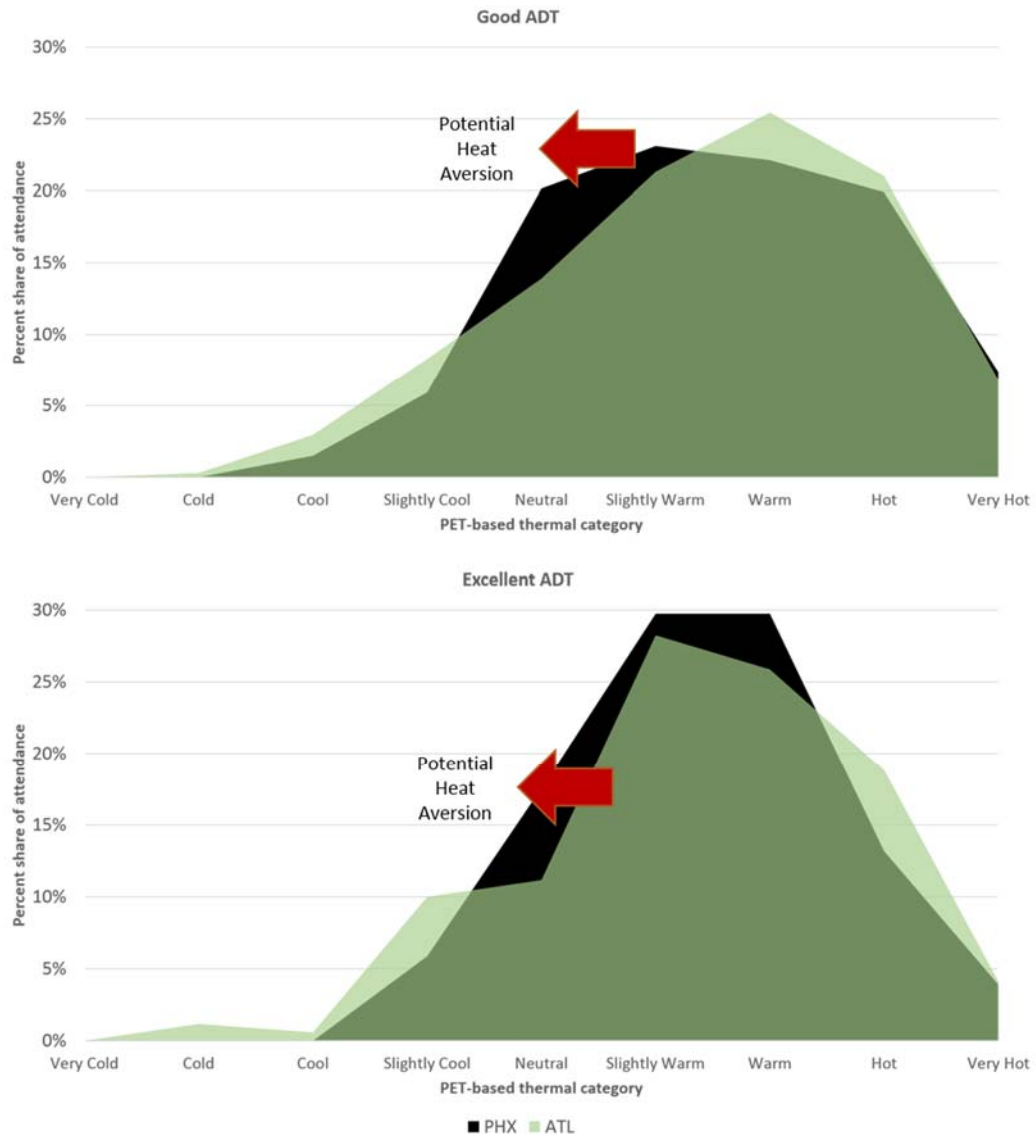 Good ADT
30%
25%
20%
15%
10%
5%
0%
Percent share of attendance
Potential
Heat
Aversion
Very Cold Cold Cool Slightly Cool Neutral Slightly Warm Warm Hot Very Hot
PET-based thermal category
Excellent ADT
30%
25%
20%
15%
10%
5%
0%
Percent share of attendance
Potential
Heat
Aversion
Very Cold Cold Cool Slightly Cool Neutral Slightly Warm Warm Hot Very Hot
PET-based thermal category
PHX ATL